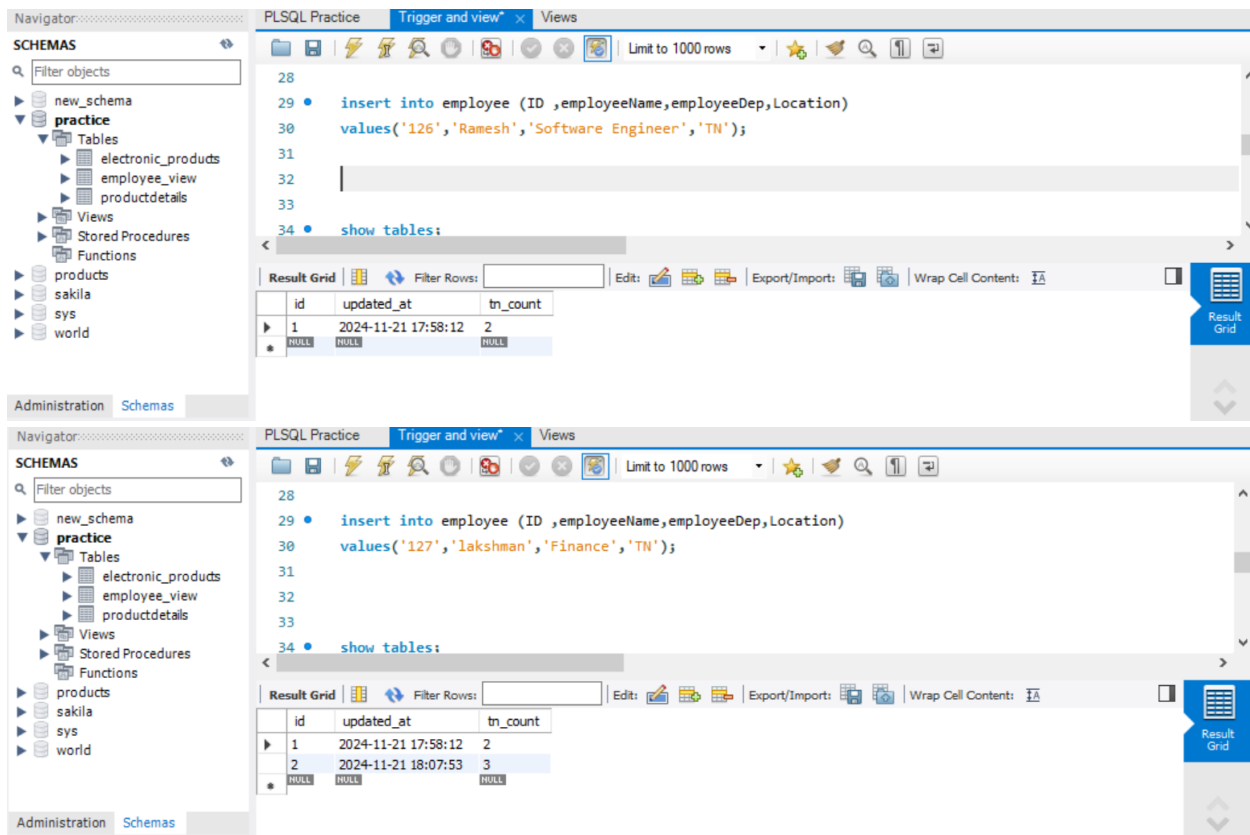 Navigator
PLSQL Practice
Trigger and view*
Views
SCHEMAS
Limit to 1000 rows
Filter objects
new_schema
practice
Tables
electronic_products
employee_view
productdetails
Views
Stored Procedures
Functions
products
sakila
sys
world
Administration Schemas
28
29 insert into employee (ID ,employeeName,employeeDep,Location)
30 values('126','Ramesh','Software Engineer','TN');
31
32
33
34 show tables;
Result Grid Filter Rows: Edit: Export/Import: Wrap Cell Content: IA
id updated_at tn_count
1 2024-11-21 17:58:12 2
NULL NULL NULL
Result
Grid
Navigator
PLSQL Practice
Trigger and view*
Views
SCHEMAS
Limit to 1000 rows
Filter objects
new_schema
practice
Tables
electronic_products
employee_view
productdetails
Views
Stored Procedures
Functions
products
sakila
sys
world
Administration Schemas
28
29 insert into employee (ID ,employeeName,employeeDep,Location)
30 values('127','lakshman','Finance','TN');
31
32
33
34 show tables;
Result Grid Filter Rows: Edit: Export/Import: Wrap Cell Content: IA
id updated_at tn_count
1 2024-11-21 17:58:12 2
2 2024-11-21 18:07:53 3
NULL NULL NULL
Result
Grid